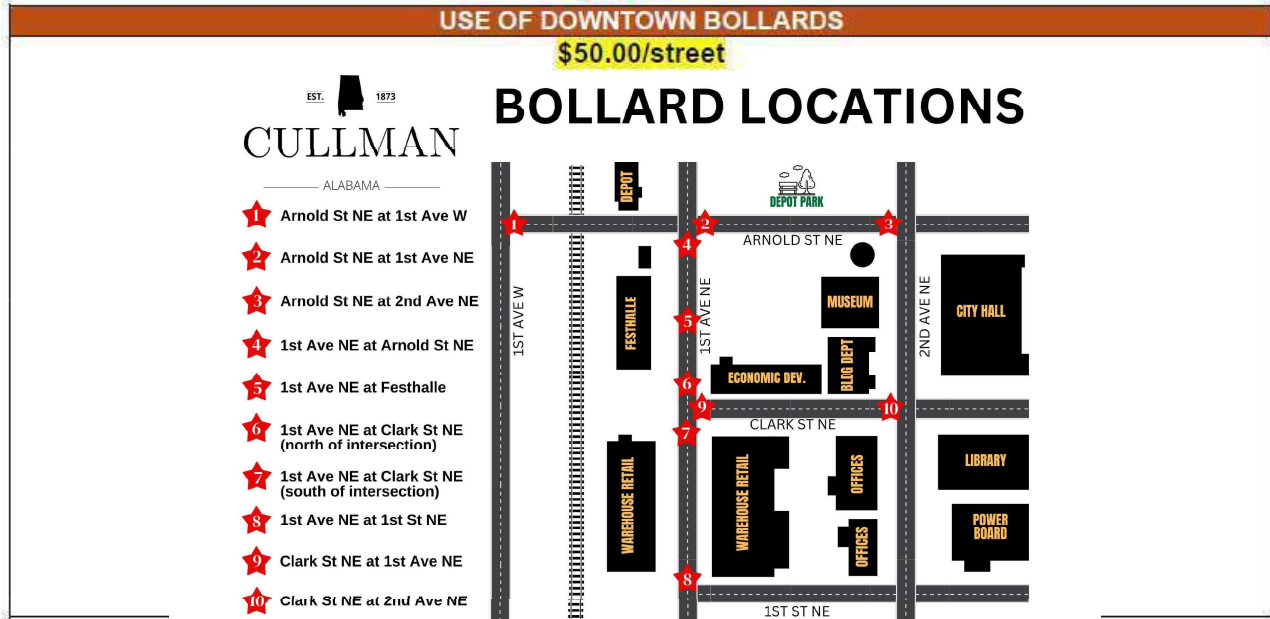 USE OF DOWNTOWN BOLLARDS
$50.00/street
EST. 1873
CULLMAN
ALABAMA
BOLLARD LOCATIONS
1 Arnold St NE at 1st Ave W
2 Arnold St NE at 1st Ave NE
3 Arnold St NE at 2nd Ave NE
4 1st Ave NE at Arnold St NE
5 1st Ave NE at Festhalle
6 1st Ave NE at Clark St NE
(north of intersection)
7 1st Ave NE at Clark St NE
(south of intersection)
8 1st Ave NE at 1st St NE
9 Clark St NE at 1st Ave NE
10 Clark St NE at 2nd Ave NE
DEPOT
DEPOT PARK
1
2
3
4
ARNOLD ST NE
1ST AVE W
FESTHALLE
5
1ST AVE NE
MUSEUM
2ND AVE NE
CITY HALL
6
ECONOMIC DEV.
BLDG DEPT
9
10
CLARK ST NE
7
WAREHOUSE RETAIL
WAREHOUSE RETAIL
OFFICES
LIBRARY
OFFICES
POWER
BOARD
8
1ST ST NE